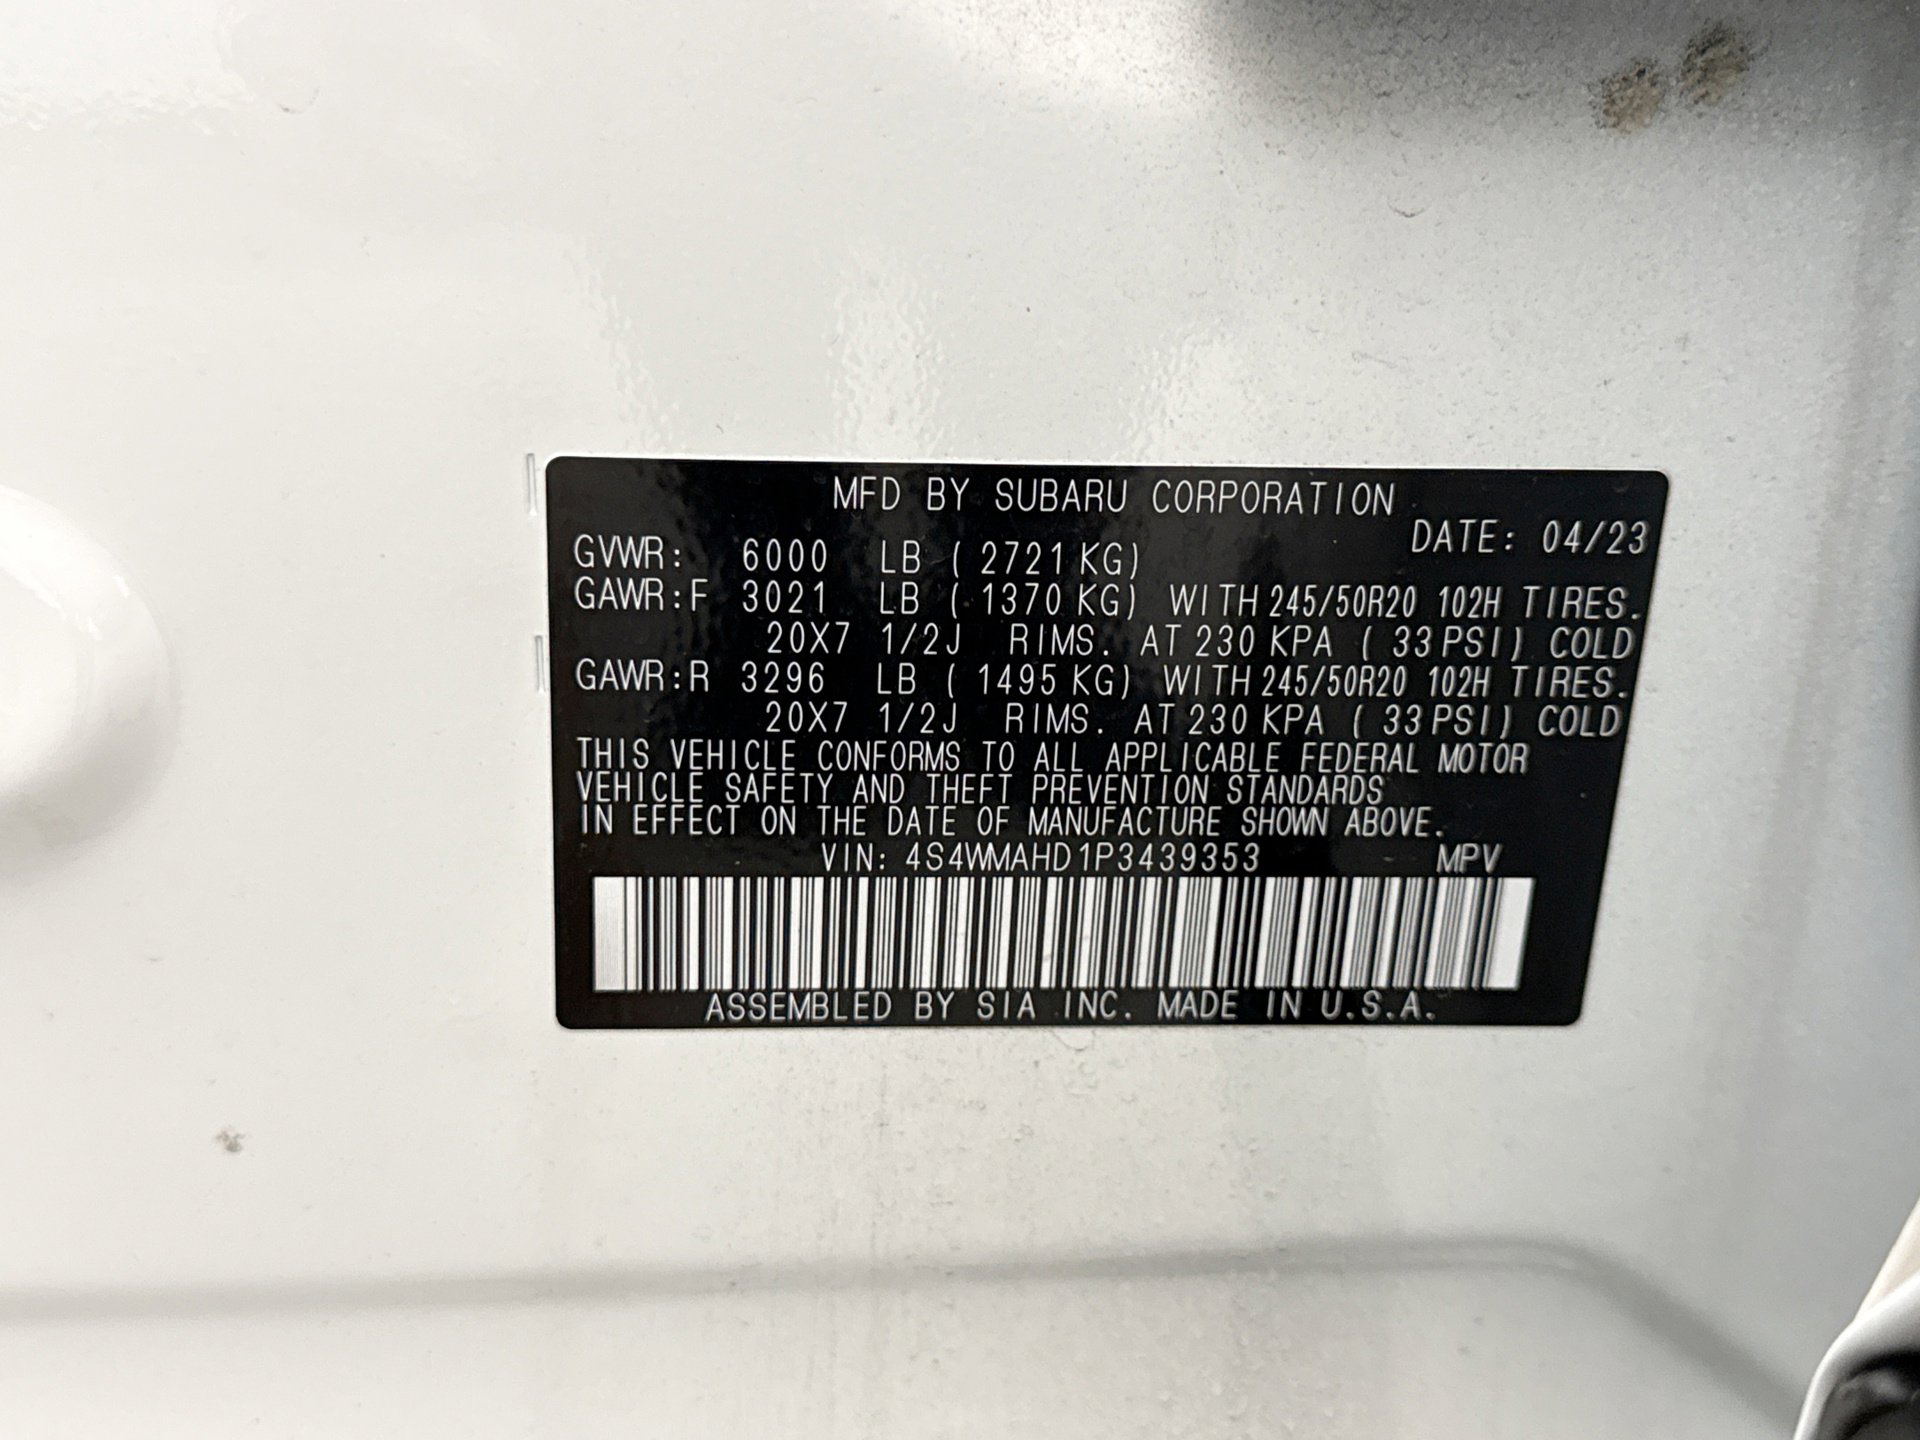 MFD BY SUBARU CORPORATION
DATE: 04/23
GVWR: 6000 LB ( 2721 KG)
GAWR:F 3021 LB ( 1370 KG) WITH 245/50R20 102H TIRES.
20X7 1/2J RIMS. AT 230 KPA ( 33 PSI) COLD
GAWR:R 3296 LB ( 1495 KG) WITH 245/50R20 102H TIRES.
20X7 1/2J RIMS. AT 230 KPA ( 33 PSI) COLD
THIS VEHICLE CONFORMS TO ALL APPLICABLE FEDERAL MOTOR
VEHICLE SAFETY AND THEFT PREVENTION STANDARDS
IN EFFECT ON THE DATE OF MANUFACTURE SHOWN ABOVE.
VIN: 4S4WMAHD1P3439353 MPV
ASSEMBLED BY SIA INC. MADE IN U.S.A.